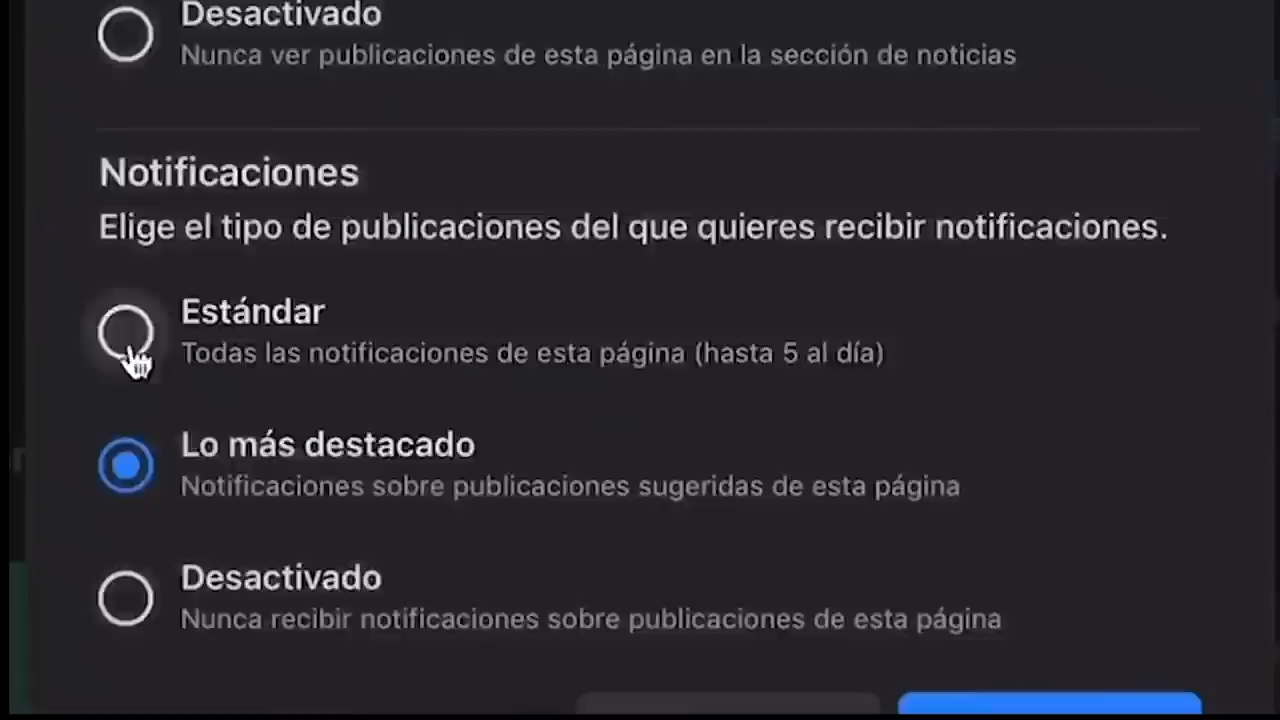 Desactivado
Nunca ver publicaciones de esta página en la sección de noticias
Notificaciones
Elige el tipo de publicaciones del que quieres recibir notificaciones.
Estándar
Todas las notificaciones de esta página (hasta 5 al día)
Lo más destacado
Notificaciones sobre publicaciones sugeridas de esta página
Desactivado
Nunca recibir notificaciones sobre publicaciones de esta página